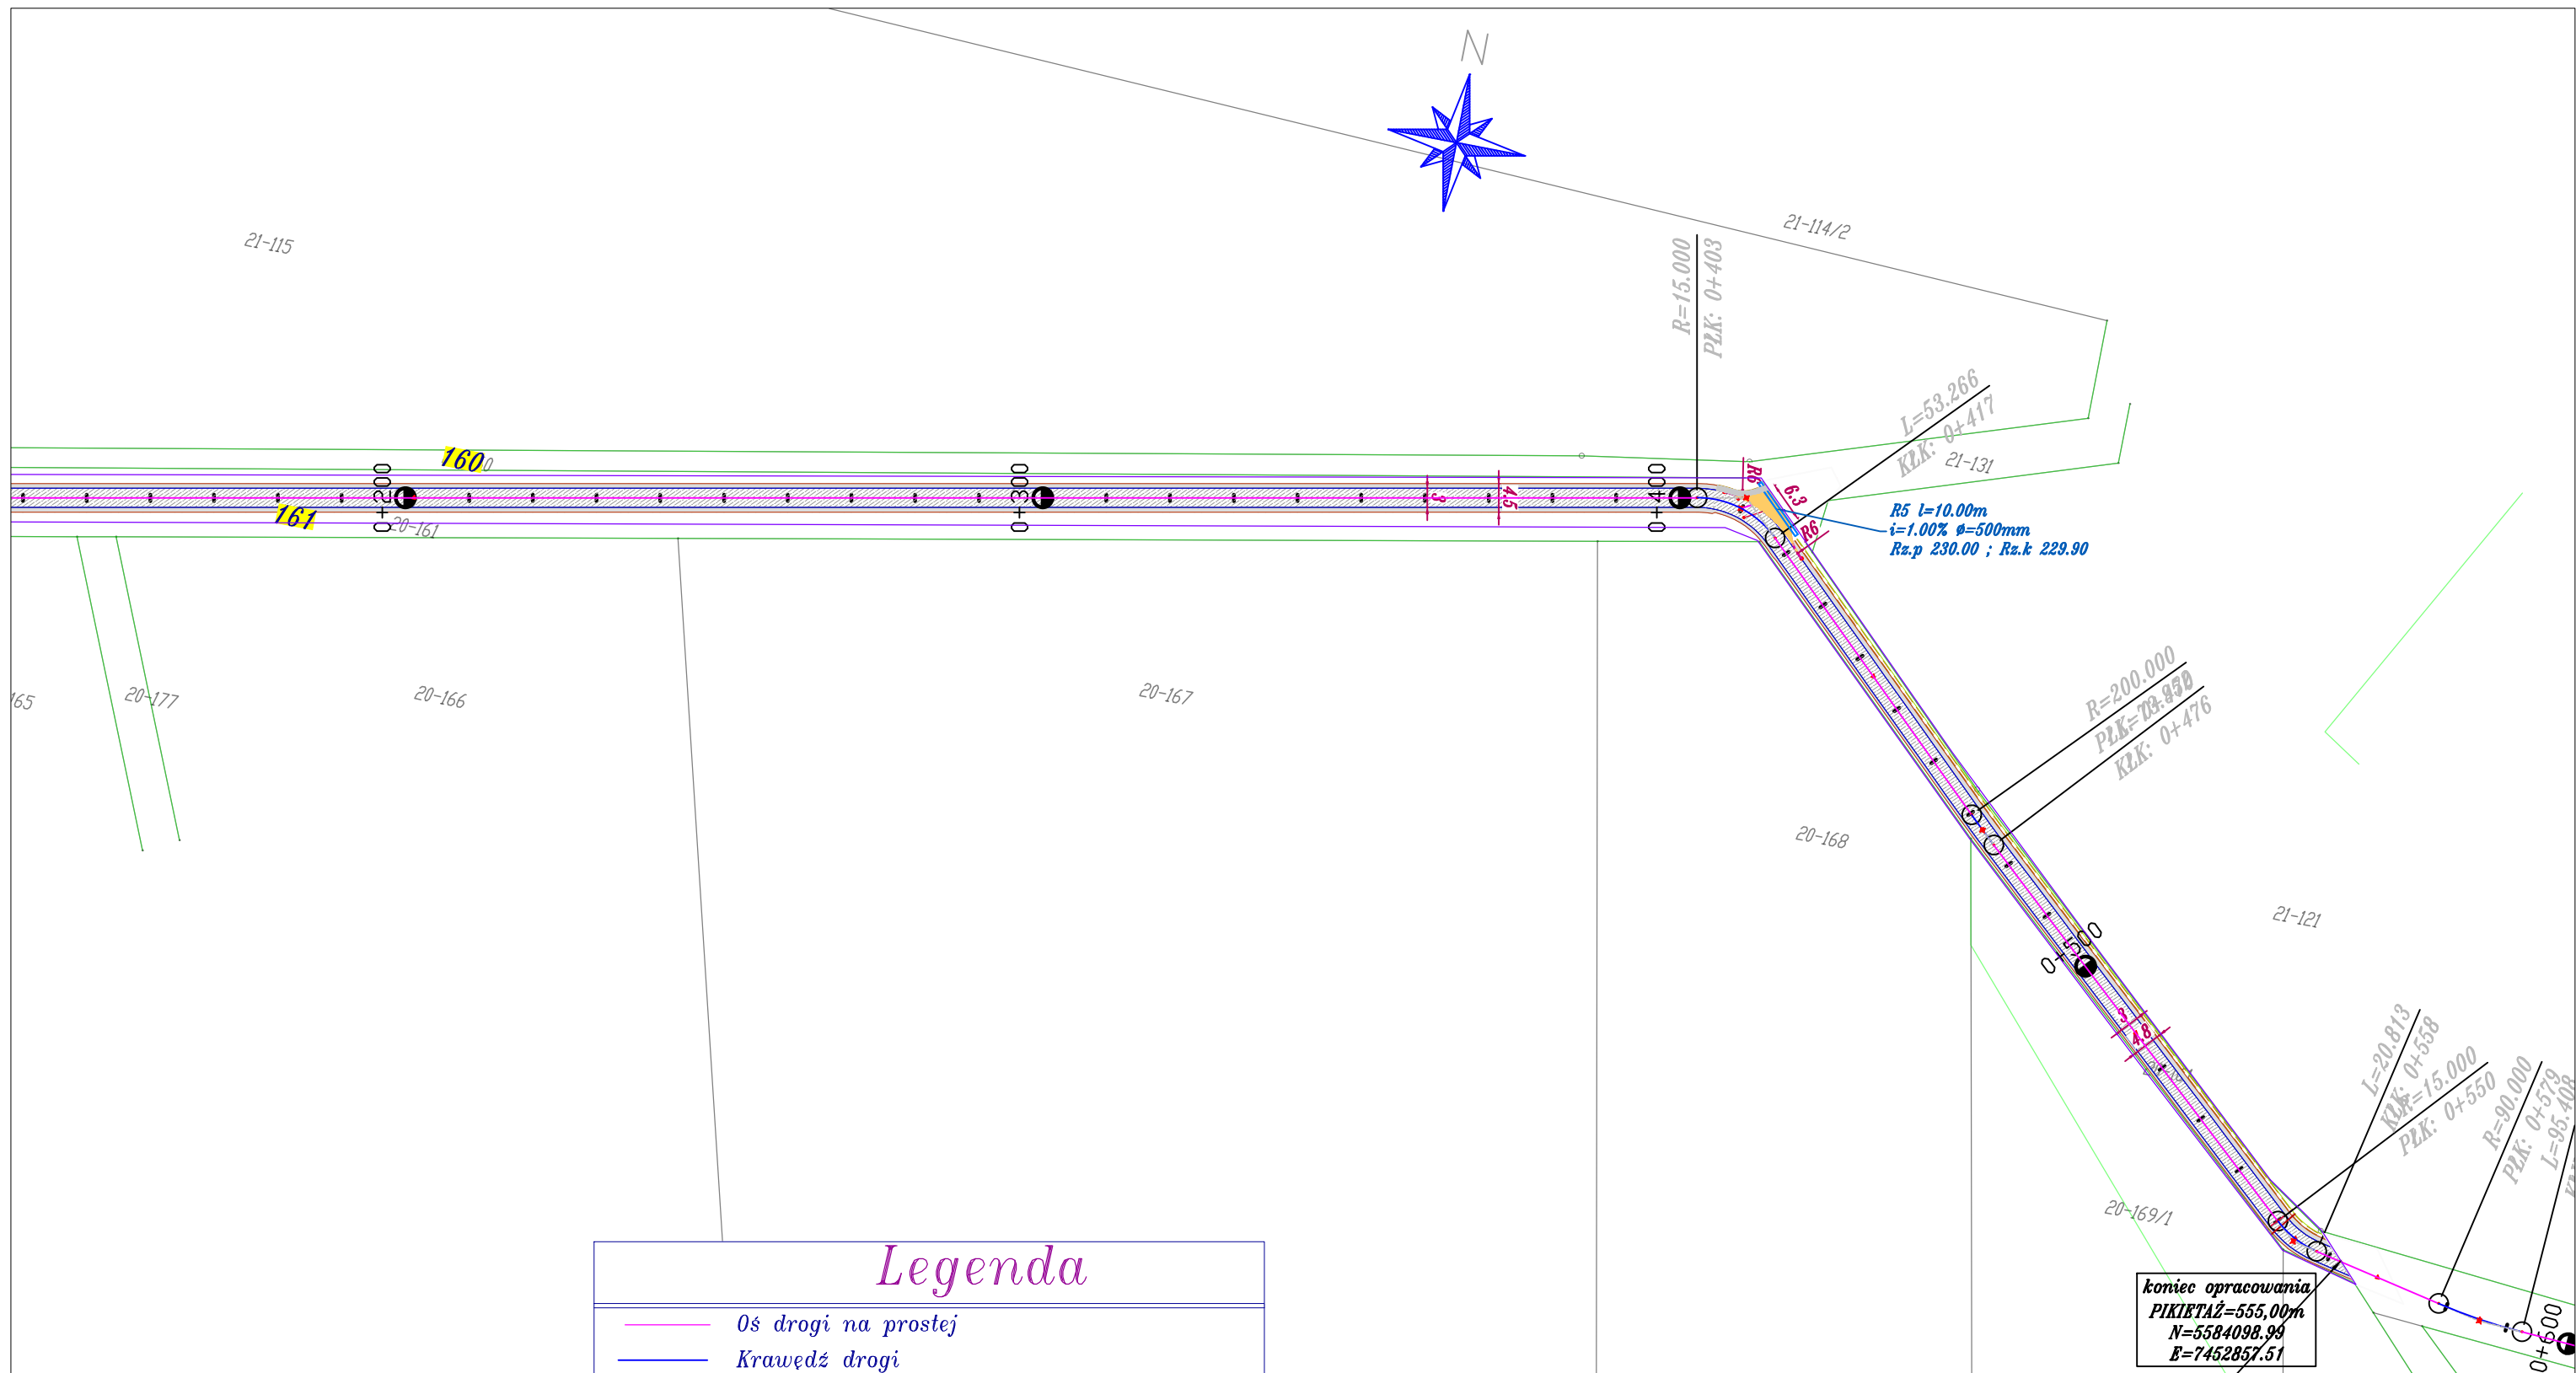 N
21-115
21-114/2
R=15.000
PŁK: 0+403
L=53.266
KŁK: 0+417
21-131
160
161
0+200
20-161
0+300
3
4.5
0+400
R6
6.3
R6
R5 l=10.00m
i=1.00% ø=500mm
Rz.p 230.00 ; Rz.k 229.90
165
20-177
20-166
20-167
20-168
R=200.000
KŁK: 0+476
21-121
0+500
3
4.8
20-169/1
L=20.813
KŁK: 0+558
R=15.000
PŁK: 0+550
R=90.000
PŁK: 0+579
L=95.408
0+600
koniec opracowania
PIKIETAŻ=555,00m
N=5584098.99
E=7452857.51
Legenda
Oś drogi na prostej
Krawędź drogi